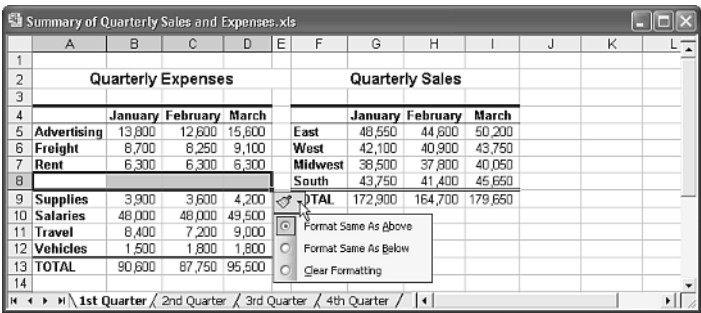 Summary of Quarterly Sales and Expenses.xls
A B C D E F G H I J K L
1
2 Quarterly Expenses Quarterly Sales
3
4 January February March January February March
5 Advertising 13,800 12,600 15,600 East 48,550 44,600 50,200
6 Freight 8,700 8,250 9,100 West 42,100 40,900 43,750
7 Rent 6,300 6,300 6,300 Midwest 38,500 37,800 40,050
8 South 43,750 41,400 45,650
9 Supplies 3,900 3,600 4,200 OTAL 172,900 164,700 179,650
10 Salaries 48,000 48,000 49,500
11 Travel 8,400 7,200 9,000 Format Same As Above
12 Vehicles 1,500 1,800 1,800 Format Same As Below
13 TOTAL 90,600 87,750 95,500 Clear Formatting
14
1st Quarter / 2nd Quarter / 3rd Quarter / 4th Quarter /